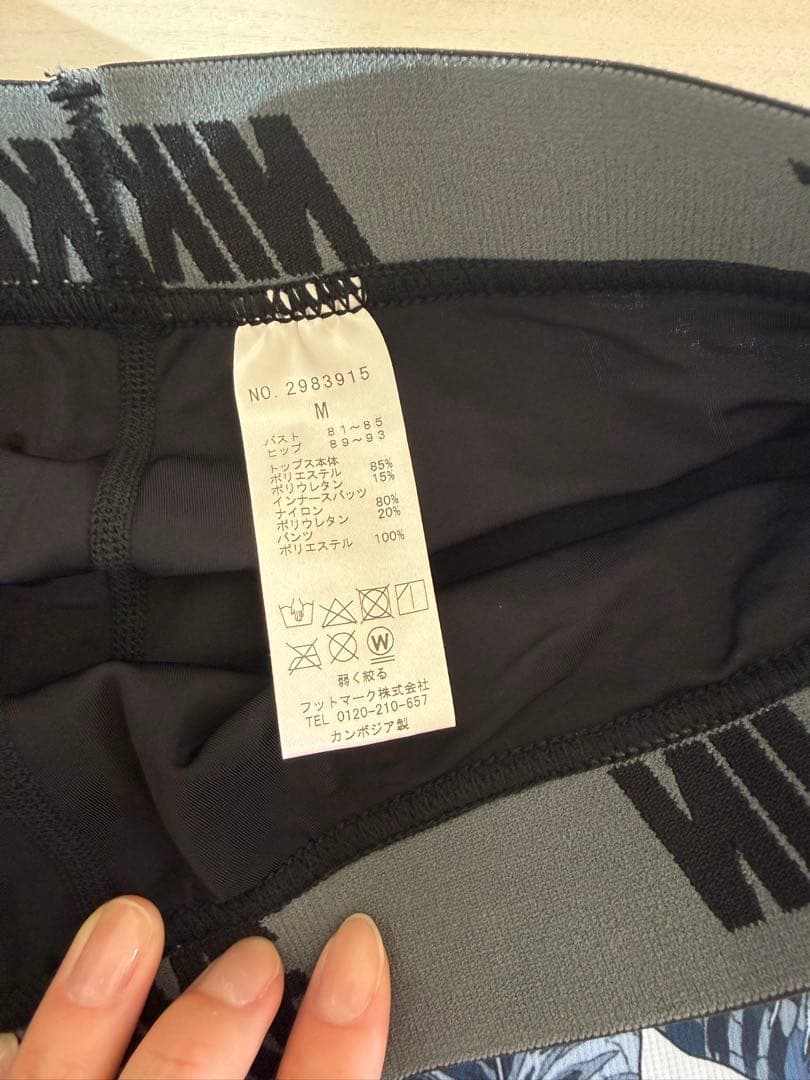 NO. 2983915
M
バスト 81～85
ヒップ 89～93
トップス本体
ポリエステル 85%
ポリウレタン 15%
インナースパッツ
ナイロン 80%
ポリウレタン 20%
パンツ
ポリエステル 100%
W
弱く絞る
フットマーク株式会社
TEL 0120-210-657
カンボジア製